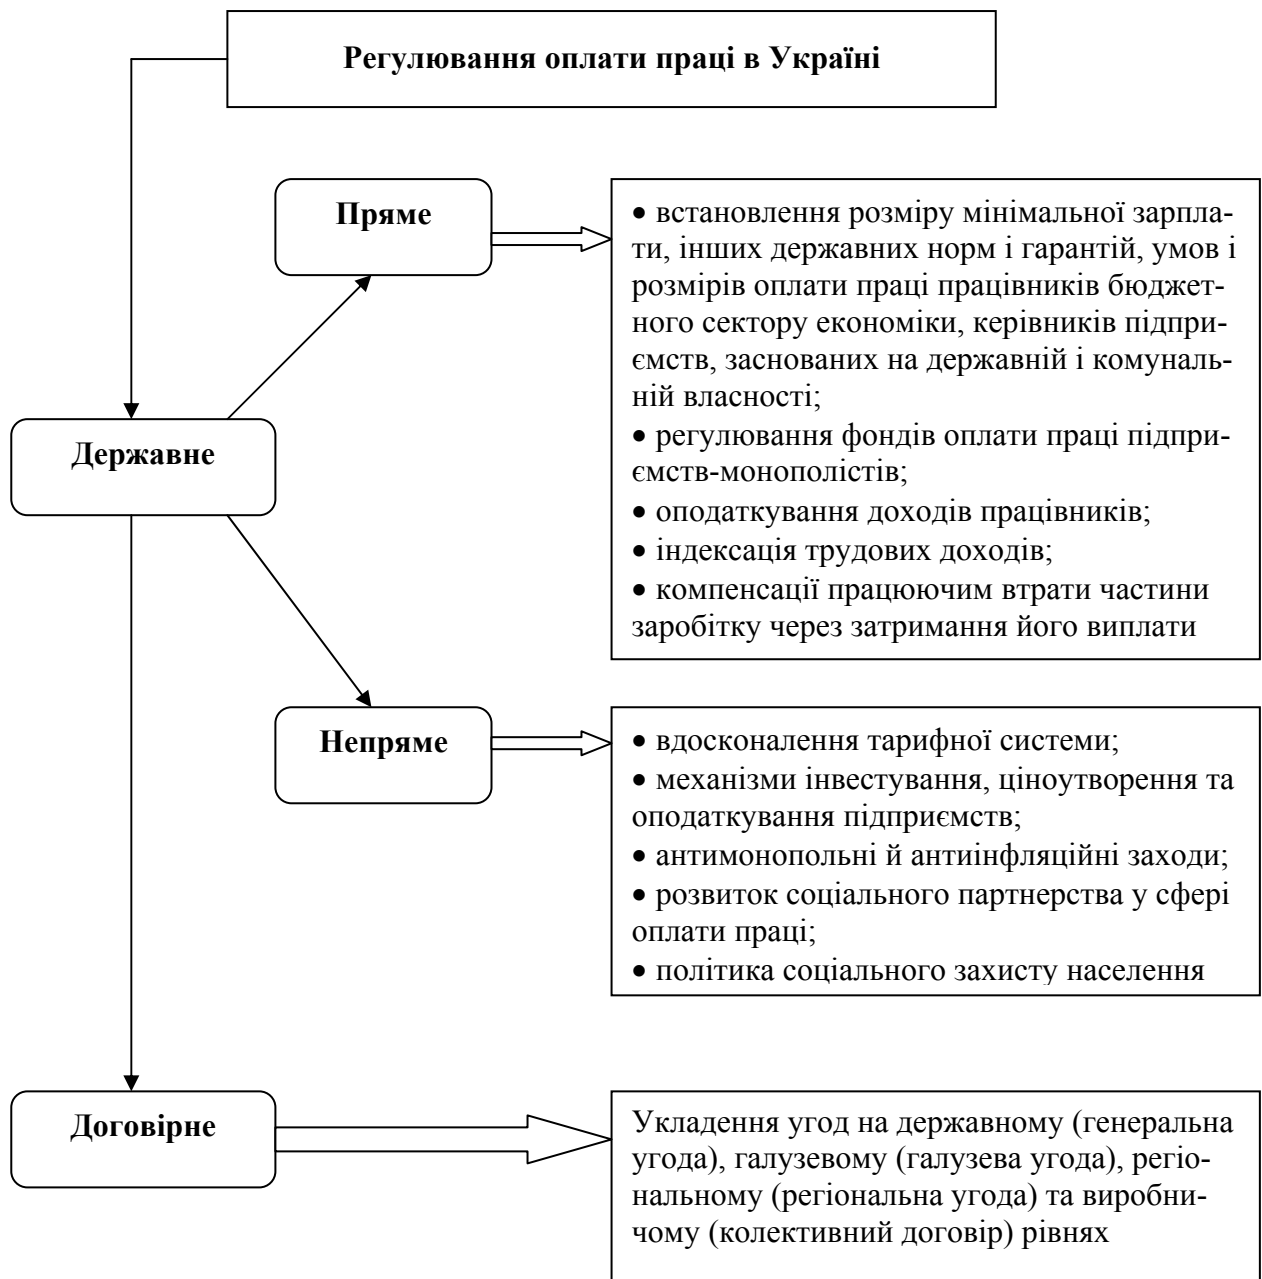 Регулювання оплати праці в Україні
Пряме
• встановлення розміру мінімальної зарпла-
ти, інших державних норм і гарантій, умов і
розмірів оплати праці працівників бюджет-
ного сектору економіки, керівників підпри-
ємств, заснованих на державній і комуналь-
ній власності;
• регулювання фондів оплати праці підпри-
ємств-монополістів;
• оподаткування доходів працівників;
• індексація трудових доходів;
• компенсації працюючим втрати частини
заробітку через затримання його виплати
Державне
Непряме
• вдосконалення тарифної системи;
• механізми інвестування, ціноутворення та
оподаткування підприємств;
• антимонопольні й антиінфляційні заходи;
• розвиток соціального партнерства у сфері
оплати праці;
• політика соціального захисту населення
Договірне
Укладення угод на державному (генеральна
угода), галузевому (галузева угода), регіо-
нальному (регіональна угода) та виробни-
чому (колективний договір) рівнях